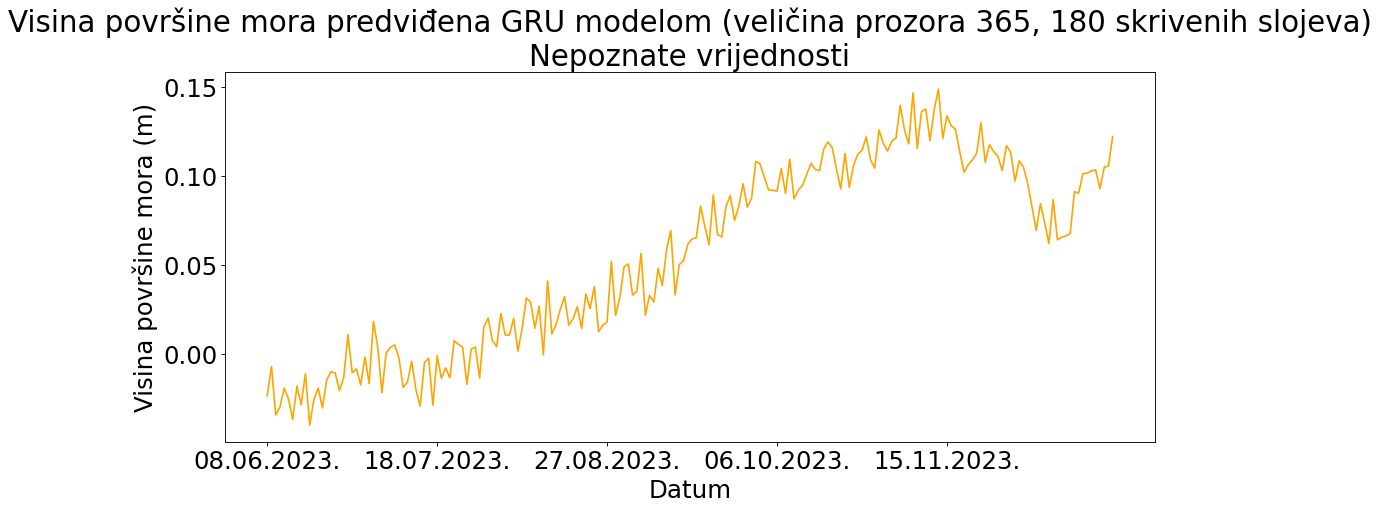 Visina površine mora predviđena GRU modelom (veličina prozora 365, 180 skrivenih slojeva)
Nepoznate vrijednosti
Visina površine mora (m)
0.15
0.10
0.05
0.00
08.06.2023. 18.07.2023. 27.08.2023. 06.10.2023. 15.11.2023.
Datum